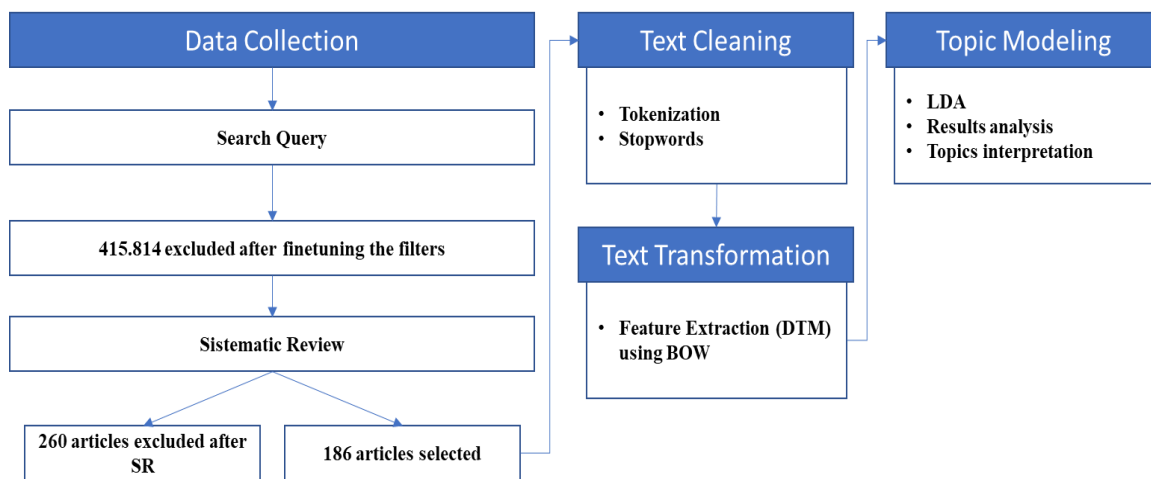 Data Collection
Search Query
415.814 excluded after finetuning the filters
Sistematic Review
260 articles excluded after
SR
186 articles selected
Text Cleaning
• Tokenization
• Stopwords
Text Transformation
• Feature Extraction (DTM)
using BOW
Topic Modeling
• LDA
• Results analysis
• Topics interpretation